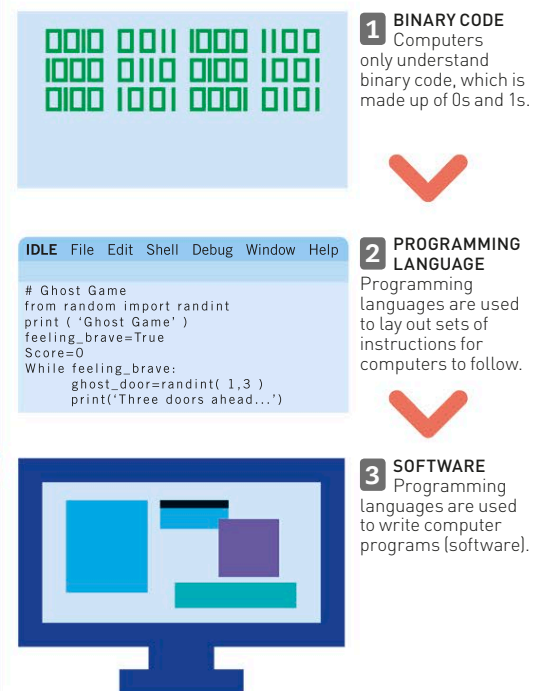 0010 0011 1000 1100
1000 0110 0100 1001
0100 1001 0001 0101
1 BINARY CODE
Computers
only understand
binary code, which is
made up of 0s and 1s.
IDLE File Edit Shell Debug Window Help
# Ghost Game
from random import randint
print ( ‘Ghost Game’ )
feeling_brave=True
Score=0
While feeling_brave:
ghost_door=randint( 1,3 )
print(‘Three doors ahead...’)
2 PROGRAMMING
LANGUAGE
Programming
languages are used
to lay out sets of
instructions for
computers to follow.
3 SOFTWARE
Programming
languages are used
to write computer
programs (software).